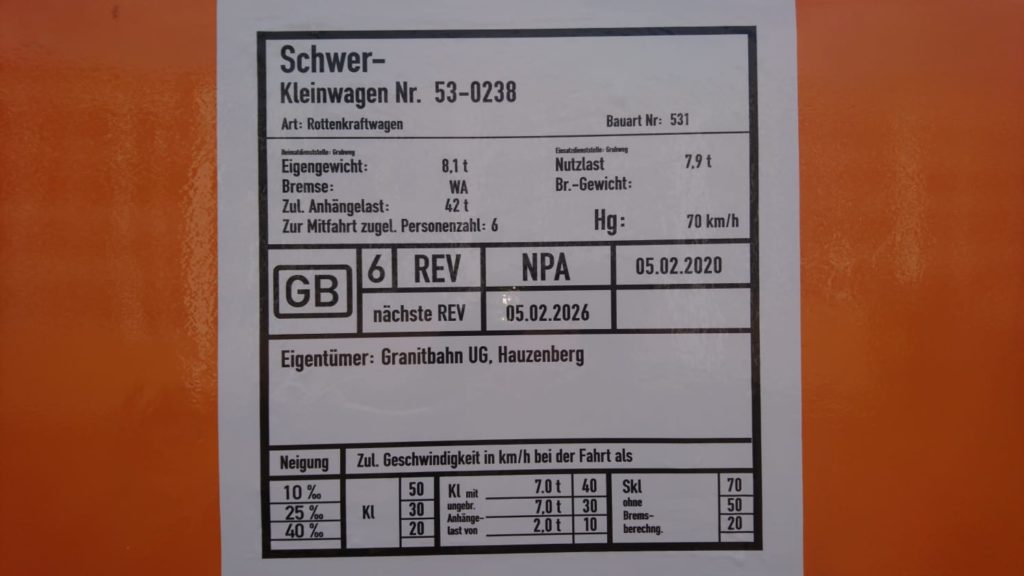 Schwer-
Kleinwagen Nr. 53-0238
Art: Rottenkraftwagen Bauart Nr: 531
Eigengewicht: 8,1 t Nutzlast 7,9 t
Bremse: WA Br.-Gewicht:
Zul. Anhängelast: 42 t
Zur Mitfahrt zugel. Personenzahl: 6 Hg: 70 km/h
GB 6 REV NPA 05.02.2020
nächste REV 05.02.2026
Eigentümer: Granitbahn UG, Hauzenberg
Neigung Zul. Geschwindigkeit in km/h bei der Fahrt als
10 ‰ Kl 50 Kl mit 7.0 t 40 Skl 70
25 ‰ 30 ungebr. 7,0 t 30 ohne 50
40 ‰ 20 Anhänge- 2,0 t 10 Brems- 20
last von berechng.